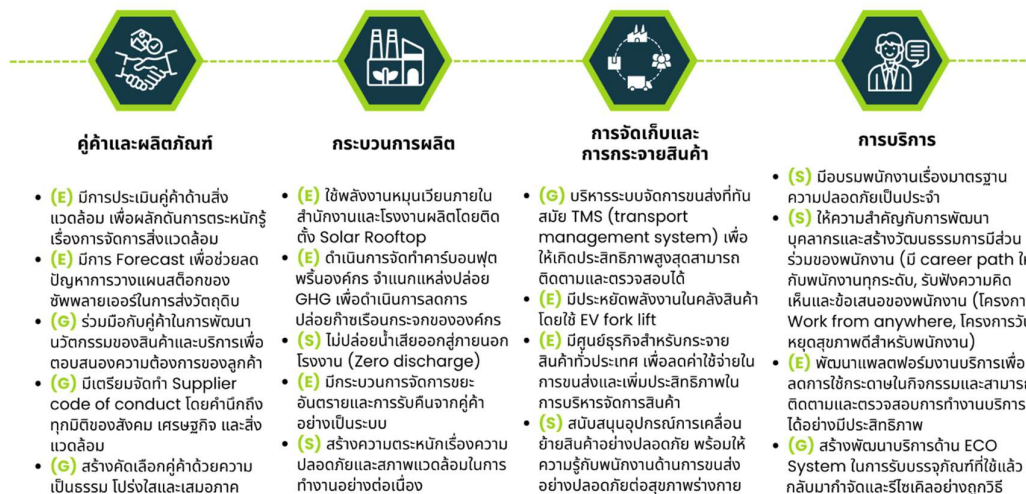 คู่ค้าและผลิตภัณฑ์
• (E) มีการประเมินคู่ค้าด้านสิ่ง
แวดล้อม เพื่อผลักดันการตระหนักรู้
เรื่องการจัดการสิ่งแวดล้อม
• (E) มีการ Forecast เพื่อช่วยลด
ปัญหาการวางแผนสต็อกของ
ซัพพลายเออร์ในการส่งวัตถุดิบ
• (G) ร่วมมือกับคู่ค้าในการพัฒนา
นวัตกรรมของสินค้าและบริการเพื่อ
ตอบสนองความต้องการของลูกค้า
• (G) มีเตรียมจัดทำ Supplier
code of conduct โดยคำนึกถึง
ทุกมิติของสังคม เศรษฐกิจ และสิ่ง
แวดล้อม
• (G) สร้างคัดเลือกคู่ค้าด้วยความ
เป็นธรรม โปร่งใสและเสมอภาค
กระบวนการผลิต
• (E) ใช้พลังงานหมุนเวียนภายใน
สำนักงานและโรงงานผลิตโดยติด
ตั้ง Solar Rooftop
• (E) ดำเนินการจัดทำคาร์บอนฟุต
พริ้นองค์กร จำแนกแหล่งปล่อย
GHG เพื่อดำเนินการลดการ
ปล่อยก๊าซเรือนกระจกขององค์กร
• (S) ไม่ปล่อยน้ำเสียออกสู่ภายนอก
โรงงาน (Zero discharge)
• (E) มีกระบวนการจัดการขยะ
อันตรายและการรับคืนจากคู่ค้า
อย่างเป็นระบบ
• (S) สร้างความตระหนักเรื่องความ
ปลอดภัยและสภาพแวดล้อมในการ
ทำงานอย่างต่อเนื่อง
การจัดเก็บและ
การกระจายสินค้า
• (G) บริหารระบบจัดการขนส่งที่ทัน
สมัย TMS (transport
management system) เพื่อ
ให้เกิดประสิทธิภาพสูงสุดสามารถ
ติดตามและตรวจสอบได้
• (E) มีประหยัดพลังงานในคลังสินค้า
โดยใช้ EV fork lift
• (E) มีศูนย์ธุรกิจสำหรับกระจาย
สินค้าทั่วประเทศ เพื่อลดค่าใช้จ่ายใน
การขนส่งและเพิ่มประสิทธิภาพใน
การบริหารจัดการสินค้า
• (S) สนับสนุนอุปกรณ์การเคลื่อน
ย้ายสินค้าอย่างปลอดภัย พร้อมให้
ความรู้กับพนักงานด้านการขนส่ง
อย่างปลอดภัยต่อสุขภาพร่างกาย
การบริการ
• (S) มีอบรมพนักงานเรื่องมาตรฐาน
ความปลอดภัยเป็นประจำ
• (S) ให้ความสำคัญกับการพัฒนา
บุคลากรและสร้างวัฒนธรรมการมีส่วน
ร่วมของพนักงาน (มี career path
กับพนักงานทุกระดับ, รับฟังความคิด
เห็นและข้อเสนอของพนักงาน
Work from anywhere,
หยุดสุขภาพดีสำหรับพนักงาน)
• (E) พัฒนาแพลตฟอร์มงานบริการเพื่อ
ลดการใช้กระดาษในกิจกรรมและ
ติดตามและตรวจสอบการทำงานบริการ
ได้อย่างมีประสิทธิภาพ
• (G) สร้างพัฒนาบริการด้าน ECO
System ในการรับบรรจุภัณฑ์ที่ใช้แล้ว
กลับมากำจัดและรีไซเคิลอย่างถูกวิธี